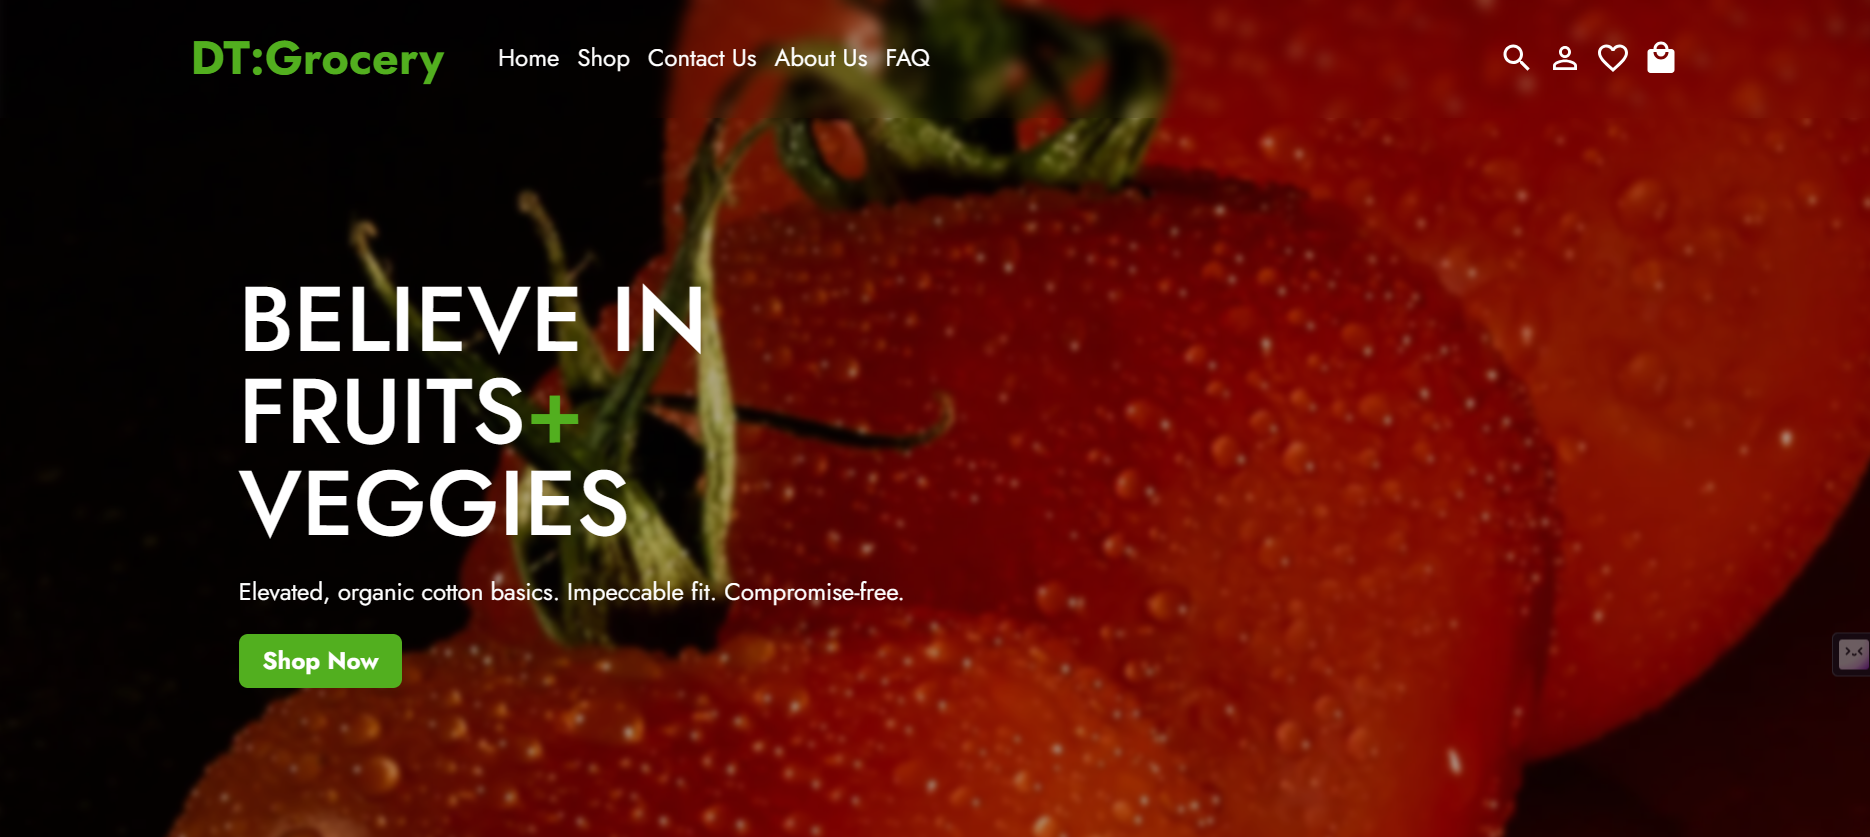 DT:Grocery
Home Shop Contact Us About Us FAQ
BELIEVE IN
FRUITS+
VEGGIES
Elevated, organic cotton basics. Impeccable fit. Compromise-free.
Shop Now